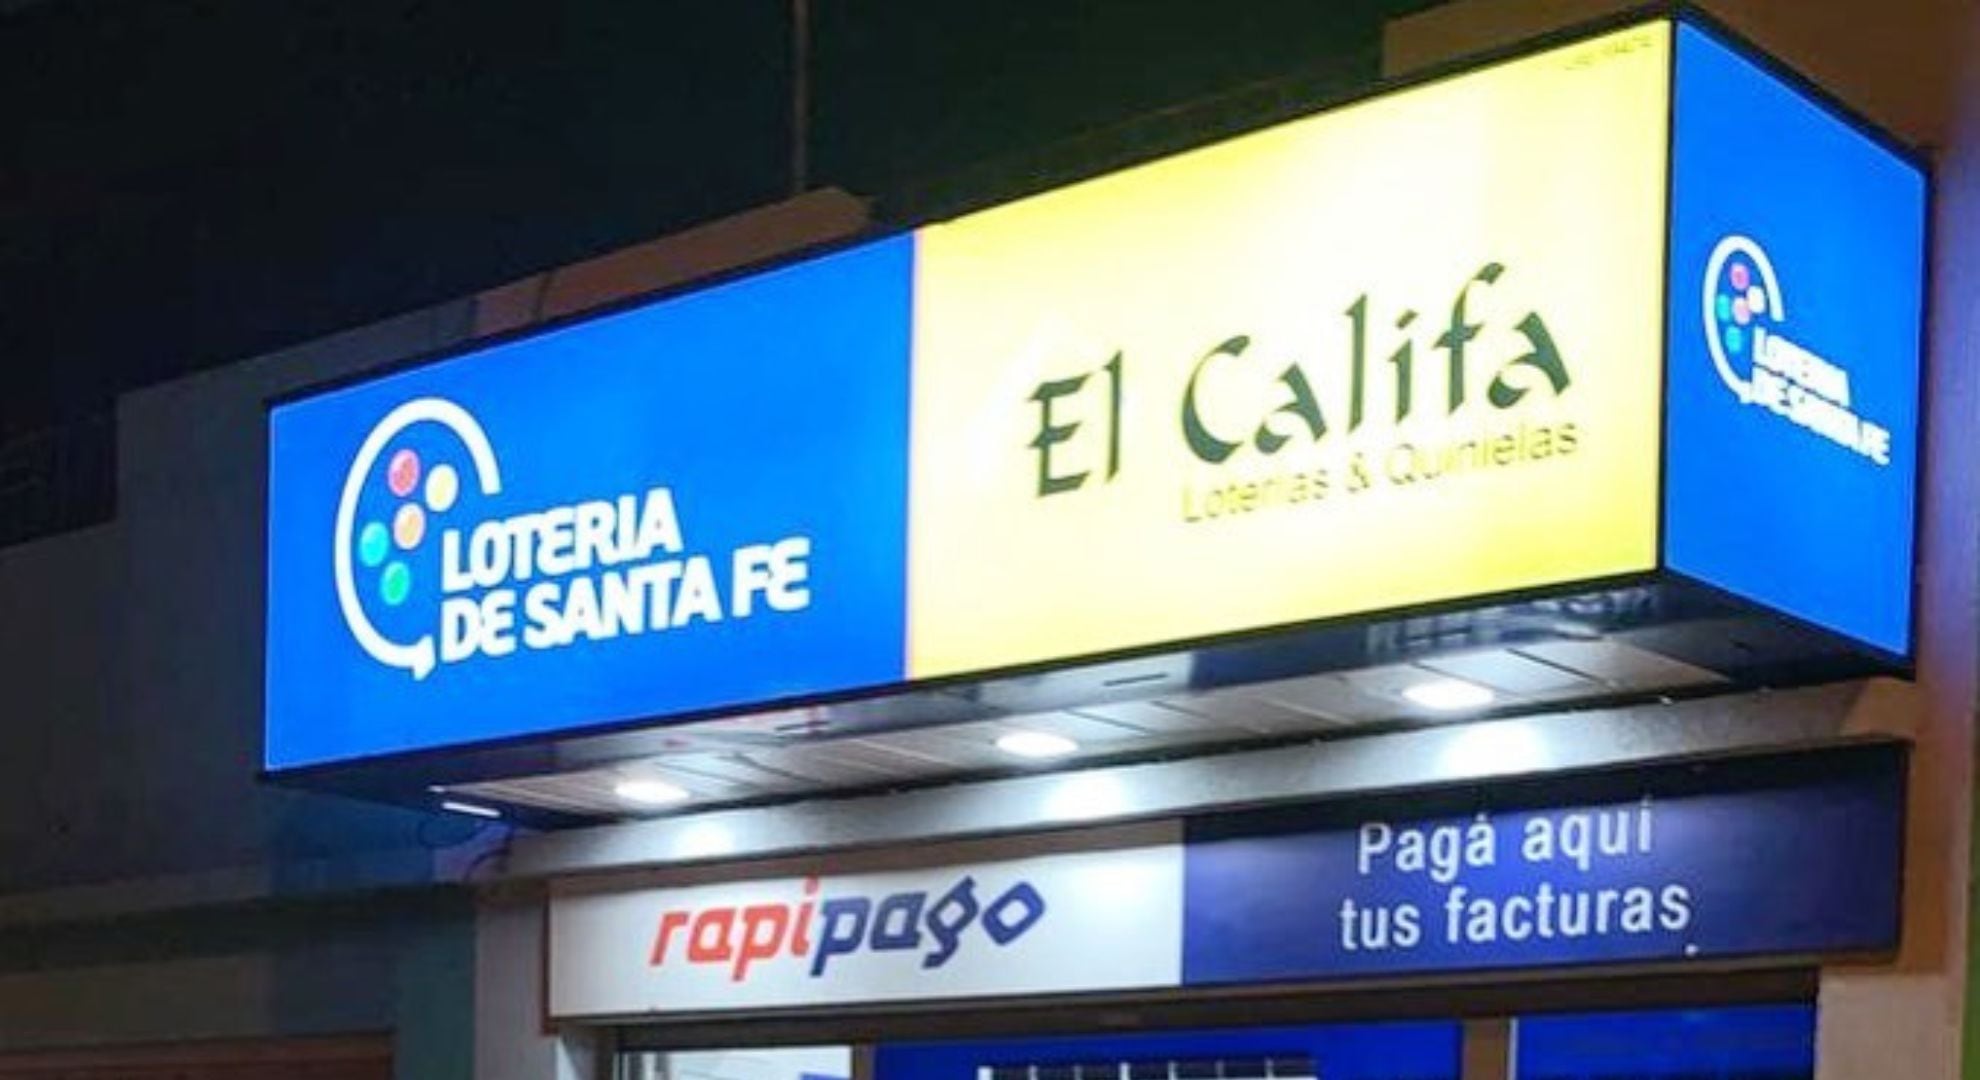 LOTERIA
DE SANTA FE
El Califa
Loterias & Quinielas
LOTERIA
DE SANTA FE
rapipago
Pagá aquí
tus facturas